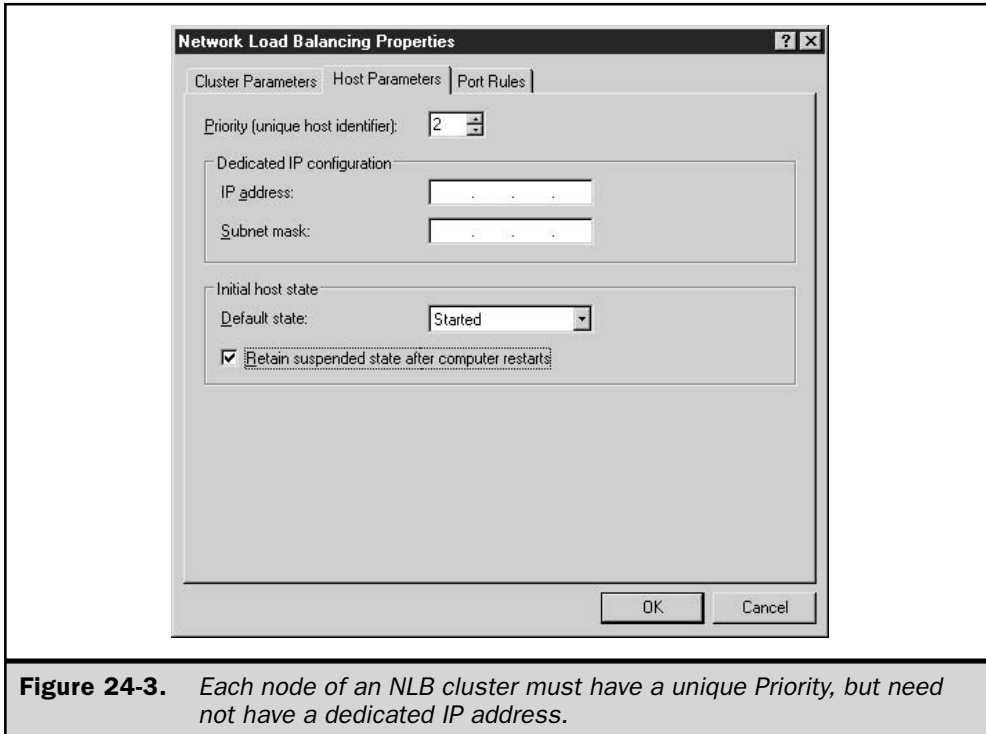 Network Load Balancing Properties
Cluster Parameters Host Parameters Port Rules
Priority (unique host identifier): 2
Dedicated IP configuration
IP address: . . .
Subnet mask: . . .
Initial host state
Default state: Started
Retain suspended state after computer restarts
OK Cancel
Figure 24-3. Each node of an NLB cluster must have a unique Priority, but need
not have a dedicated IP address.